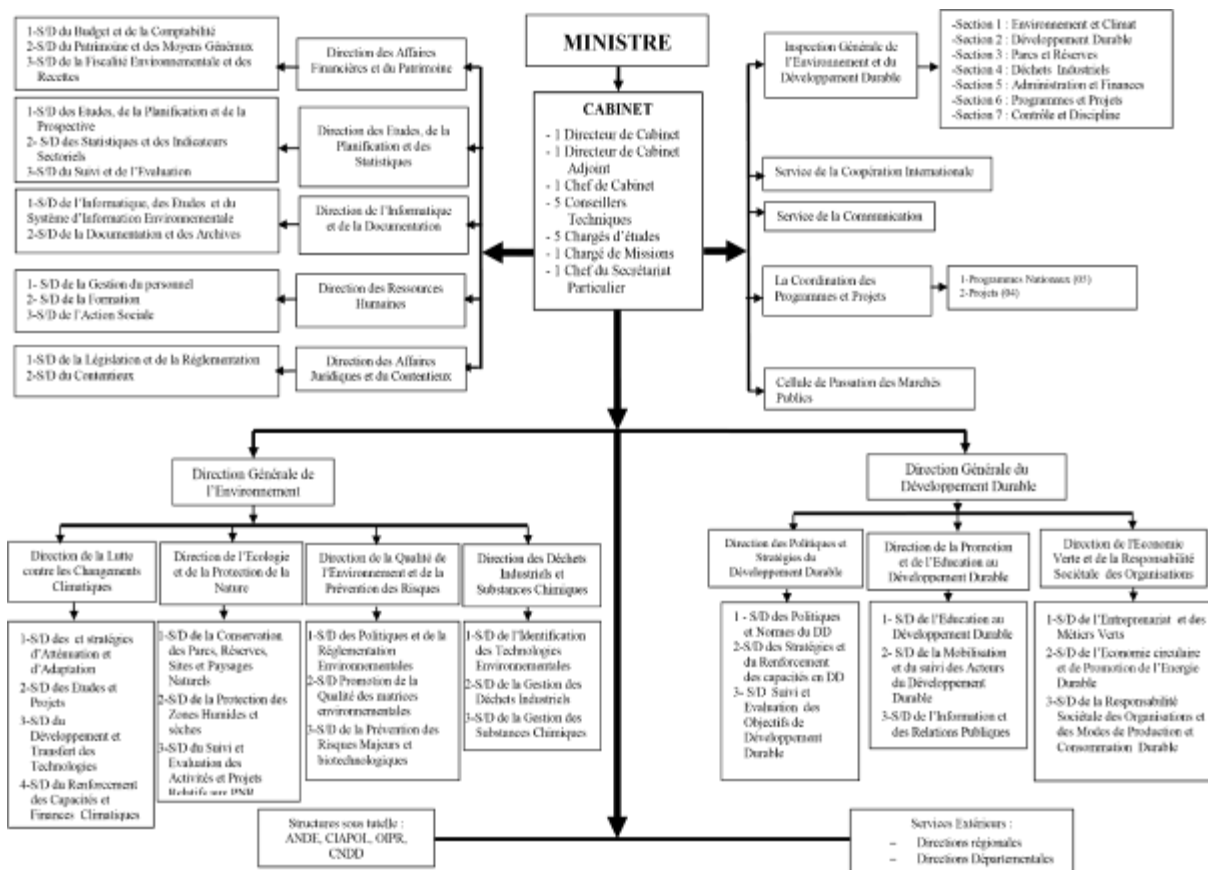 MINISTRE
CABINET
- 1 Directeur de Cabinet
- 1 Directeur de Cabinet
Adjoint
- 1 Chef de Cabinet
- 5 Conseillers
Techniques
- 5 Chargés d'études
- 1 Chargé de Missions
- 1 Chef du Secrétariat
Particulier
1-S/D du Budget et de la Comptabilité
2-S/D du Patrimoine et des Moyens Généraux
3-S/D de la Fiscalité Environnementale et des
Recettes
Direction des Affaires
Financières et du Patrimoine
1-S/D des Etudes, de la Planification et de la
Prospective
2- S/D des Statistiques et des Indicateurs
Sectoriels
3-S/D du Suivi et de l'Evaluation
Direction des Etudes, de la
Planification et des
Statistiques
1-S/D de l'Informatique, des Etudes et du
Système d'Information Environnementale
2-S/D de la Documentation et des Archives
Direction de l'Informatique
et de la Documentation
1- S/D de la Gestion du personnel
2- S/D de la Formation
3-S/D de l'Action Sociale
Direction des Ressources
Humaines
1-S/D de la Législation et de la Réglementation
2-S/D du Contentieux
Direction des Affaires
Juridiques et du Contentieux
Inspection Générale de
l'Environnement et du
Développement Durable
-Section 1 : Environnement et Climat
-Section 2 : Développement Durable
-Section 3 : Parcs et Réserves
-Section 4 : Déchets Industriels
-Section 5 : Administration et Finances
-Section 6 : Programmes et Projets
-Section 7 : Contrôle et Discipline
Service de la Coopération Internationale
Service de la Communication
La Coordination des
Programmes et Projets
1-Programmes Nationaux
2-Projets (04)
Cellule de Passation des Marchés
Publics
Direction Générale de
l'Environnement
Direction Générale du
Développement Durable
Direction de la Lutte
contre les Changements
Climatiques
Direction de l'Ecologie
et de la Protection de la
Nature
Direction de la Qualité de
l'Environnement et de la
Prévention des Risques
Direction des Déchets
Industriels et
Substances Chimiques
Direction des Politiques et
Stratégies du
Développement Durable
Direction de la Promotion
et de l'Education au
Développement Durable
Direction de l'Economie
Verte et de la Responsabilité
Sociétale des Organisations
1-S/D des et stratégies
d'Atténuation et
d'Adaptation
2-S/D des Etudes et
Projets
3-S/D du
Développement et
Transfert des
Technologies
4-S/D du Renforcement
des Capacités et
Finances Climatiques
1-S/D de la Conservation
des Parcs, Réserves,
Sites et Paysages
Naturels
2-S/D de la Protection des
Zones Humides et
sèches
3-S/D du Suivi et
Evaluation des
Activités et Projets
Relatifs aux
1-S/D des Politiques et de la
Réglementation
Environnementales
2-S/D Promotion de la
Qualité des matrices
environnementales
3-S/D de la Prévention des
Risques Majeurs et
biotechnologiques
1-S/D de l'Identification
des Technologies
Environnementales
2-S/D de la Gestion des
Déchets Industriels
3-S/D de la Gestion des
Substances Chimiques
1 - S/D des Politiques et
Normes du DD
2-S/D des Stratégies et
du Renforcement
des capacités en DD
3- S/D Suivi et
Evaluation des
Objectifs de
Développement
Durable
1 - S/D de l'Education au
Développement Durable
2- S/D de la Mobilisation
et du suivi des Acteurs
du Développement
Durable
3-S/D de l'Information et
des Relations Publiques
1-S/D de l'Entreprenariat et des
Métiers Verts
2-S/D de l'Economie circulaire
et de Promotion de l'Energie
Durable
3-S/D de la Responsabilité
Sociétale des Organisations et
des Modes de Production et
Consommation Durable
Structures sous tutelle :
ANDE, CIAPOL, OIPR,
CNDD
Services Extérieurs :
– Directions régionales
– Directions Départementales